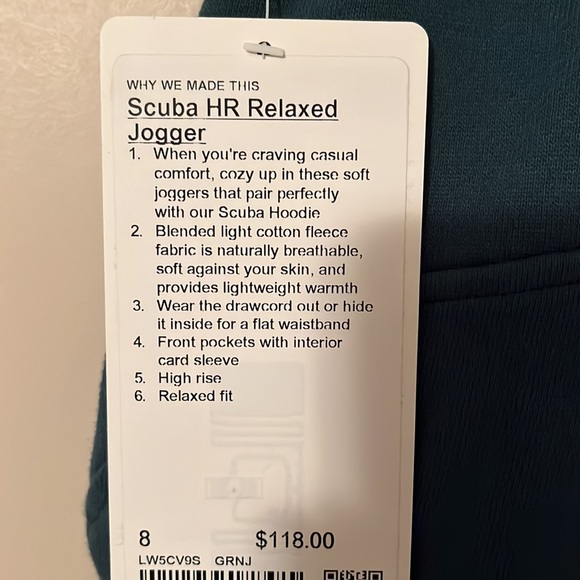 WHY WE MADE THIS
Scuba HR Relaxed
Jogger
1. When you're craving casual
comfort, cozy up in these soft
joggers that pair perfectly
with our Scuba Hoodie
2. Blended light cotton fleece
fabric is naturally breathable,
soft against your skin, and
provides lightweight warmth
3. Wear the drawcord out or hide
it inside for a flat waistband
4. Front pockets with interior
card sleeve
5. High rise
6. Relaxed fit
8 $118.00
LW5CV9S GRNJ